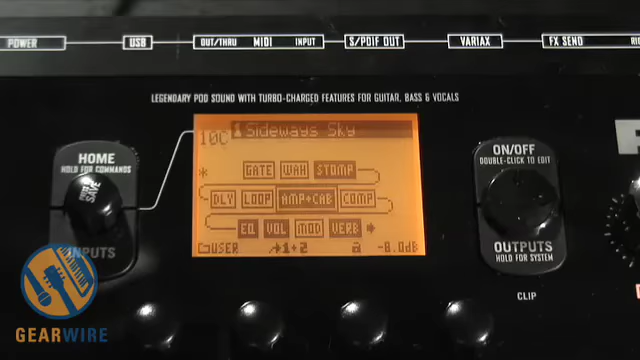 POWER USB OUT/THRU MIDI INPUT S/PDIF OUT VARIAX FX SEND
LEGENDARY POD SOUND WITH TURBO-CHARGED FEATURES FOR GUITAR, BASS & VOCALS
10C Sideways Sky
GATE WAH STOMP
DLY LOOP AMP+CAB COMP
EQ VOL MOD VERB
USER 1+2 -8.0dB
HOME
HOLD FOR COMMANDS
SAVE
INPUTS
ON/OFF
DOUBLE-CLICK TO EDIT
OUTPUTS
HOLD FOR SYSTEM
CLIP
GEARWIRE